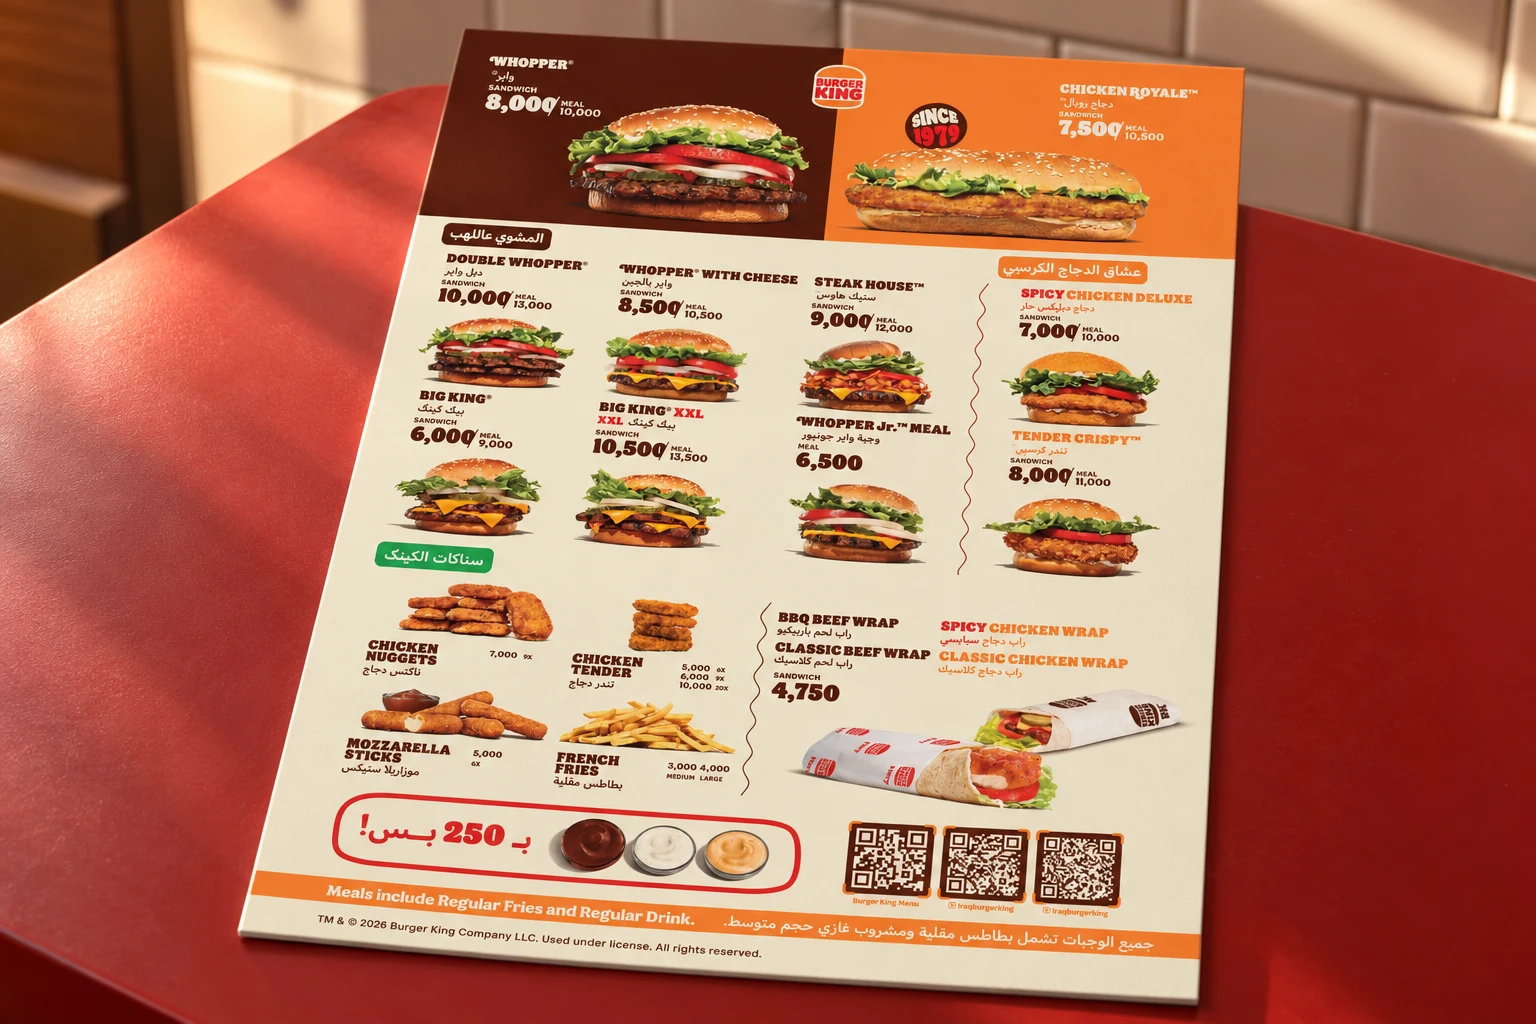 WHOPPER®
وابر®
SANDWICH
8,000
MEAL
10,000
BURGER KING
SINCE
1979
CHICKEN ROYALE™
دجاج رويال™
SANDWICH
7,500
MEAL
10,500
المشوي عاللهب
DOUBLE WHOPPER®
دبل وابر
SANDWICH
10,000
MEAL
13,000
WHOPPER® WITH CHEESE
وابر بالجبن
SANDWICH
8,500
MEAL
10,500
STEAK HOUSE™
ستيك هاوس
SANDWICH
9,000
MEAL
12,000
عشاق الدجاج الكرسبي
SPICY CHICKEN DELUXE
دجاج ديليكس حار
SANDWICH
7,000
MEAL
10,000
BIG KING®
بيك كينك
SANDWICH
6,000
MEAL
9,000
BIG KING® XXL
بيك كينك XXL
SANDWICH
10,500
MEAL
13,500
WHOPPER Jr.™ MEAL
وجبة وابر جونيور
MEAL
6,500
TENDER CRISPY™
تندر كرسبي
SANDWICH
8,000
MEAL
11,000
سناكات الكينك
CHICKEN
NUGGETS
ناكتس دجاج
7,000 9X
CHICKEN
TENDER
تندر دجاج
5,000 6X
6,000 9X
10,000 20X
MOZZARELLA
STICKS
موزاريلا ستيكس
5,000
6X
FRENCH
FRIES
بطاطس مقلية
3,000 4,000
MEDIUM LARGE
BBQ BEEF WRAP
راب لحم باربيكيو
CLASSIC BEEF WRAP
راب لحم كلاسيك
SANDWICH
4,750
SPICY CHICKEN WRAP
راب دجاج سبايسي
CLASSIC CHICKEN WRAP
راب دجاج كلاسيك
بـ 250 بـس!
Burger King Menu
Iraqburgerking
Iraqburgerking
Meals include Regular Fries and Regular Drink.
جميع الوجبات تشمل بطاطس مقلية ومشروب غازي حجم متوسط.
TM & © 2026 Burger King Company LLC. Used under license. All rights reserved.